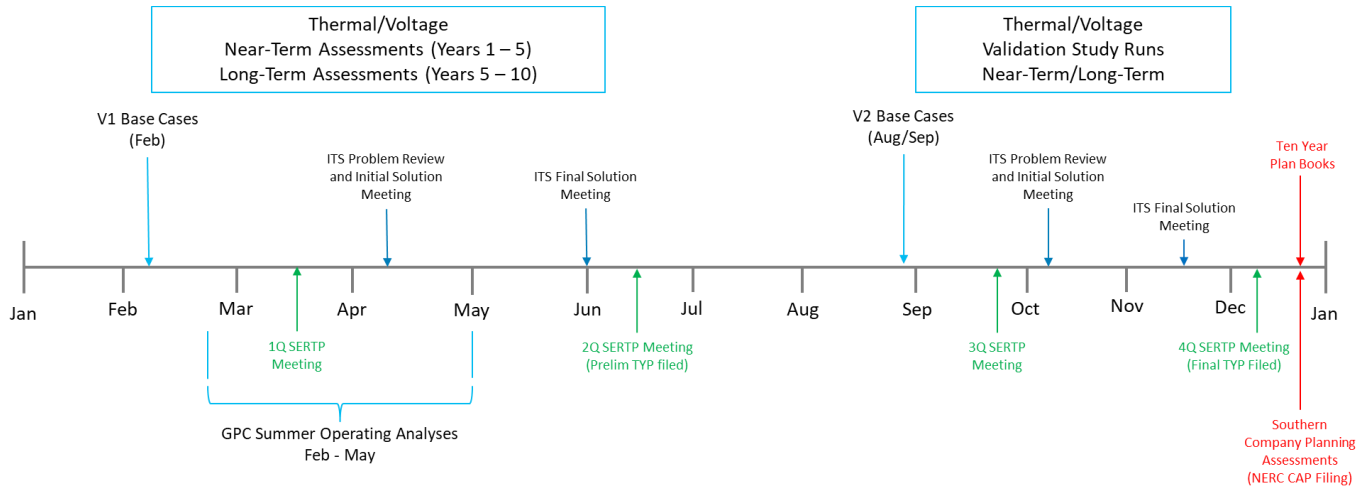 Thermal/Voltage
Near-Term Assessments (Years 1 – 5)
Long-Term Assessments (Years 5 – 10)
Thermal/Voltage
Validation Study Runs
Near-Term/Long-Term
V1 Base Cases
(Feb)
ITS Problem Review
and Initial Solution
Meeting
ITS Final Solution
Meeting
V2 Base Cases
(Aug/Sep)
ITS Problem Review
and Initial Solution
Meeting
ITS Final Solution
Meeting
Ten Year
Plan Books
Jan
Feb
Mar
Apr
May
Jun
Jul
Aug
Sep
Oct
Nov
Dec
Jan
1Q SERTP
Meeting
2Q SERTP Meeting
(Prelim TYP filed)
3Q SERTP
Meeting
4Q SERTP Meeting
(Final TYP Filed)
GPC Summer Operating Analyses
Feb - May
Southern
Company Planning
Assessments
(NERC CAP Filing)